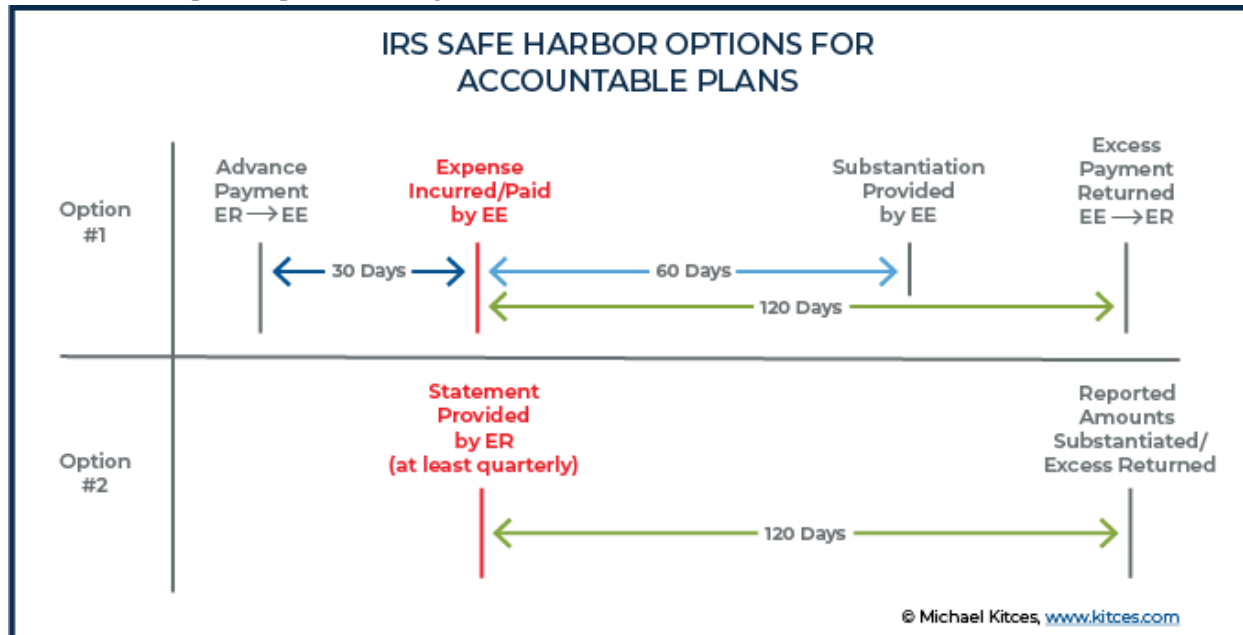 IRS SAFE HARBOR OPTIONS FOR
ACCOUNTABLE PLANS
Option
#1
Advance
Payment
ER → EE
Expense
Incurred/Paid
by EE
Substantiation
Provided
by EE
Excess
Payment
Returned
EE → ER
30 Days
60 Days
120 Days
Option
#2
Statement
Provided
by ER
(at least quarterly)
Reported
Amounts
Substantiated/
Excess Returned
120 Days
© Michael Kitces, www.kitces.com